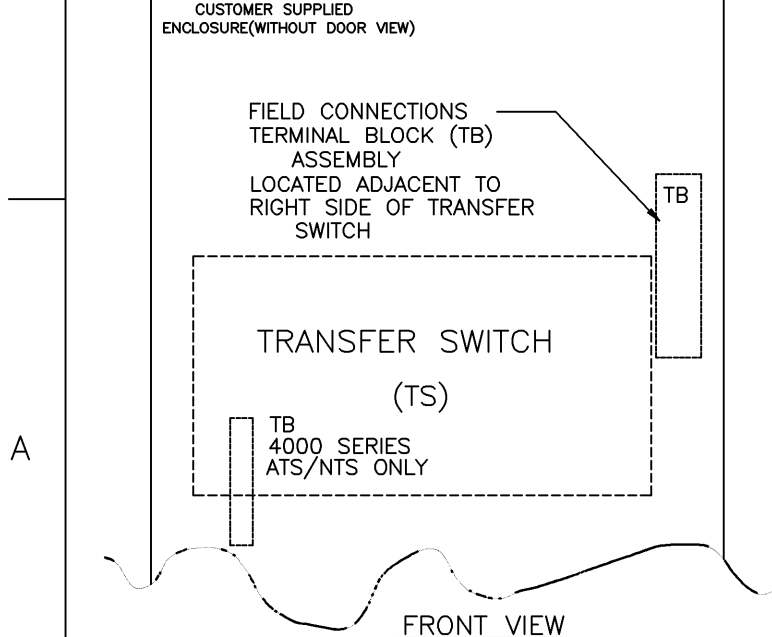 CUSTOMER SUPPLIED
ENCLOSURE(WITHOUT DOOR VIEW)
FIELD CONNECTIONS
TERMINAL BLOCK (TB)
ASSEMBLY
LOCATED ADJACENT TO
RIGHT SIDE OF TRANSFER
SWITCH
TB
TRANSFER SWITCH
(TS)
TB
4000 SERIES
ATS/NTS ONLY
A
FRONT VIEW